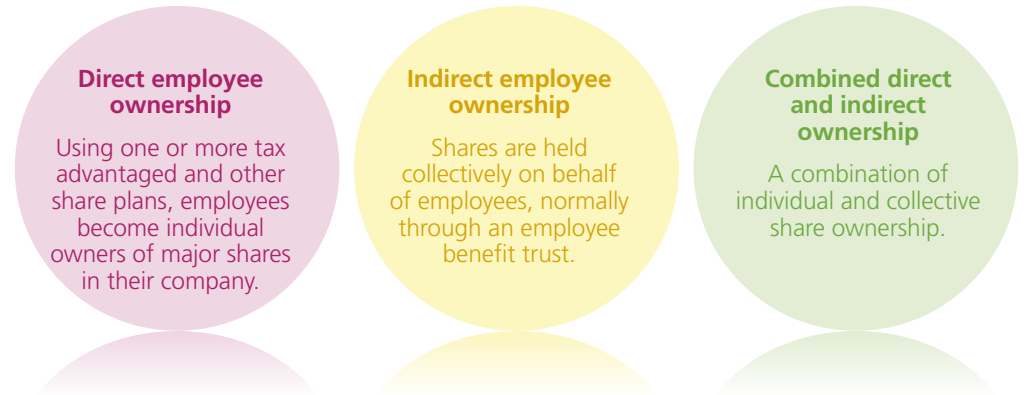 Direct employee
ownership
Using one or more tax
advantaged and other
share plans, employees
become individual
owners of major shares
in their company.
Indirect employee
ownership
Shares are held
collectively on behalf
of employees, normally
through an employee
benefit trust.
Combined direct
and indirect
ownership
A combination of
individual and collective
share ownership.